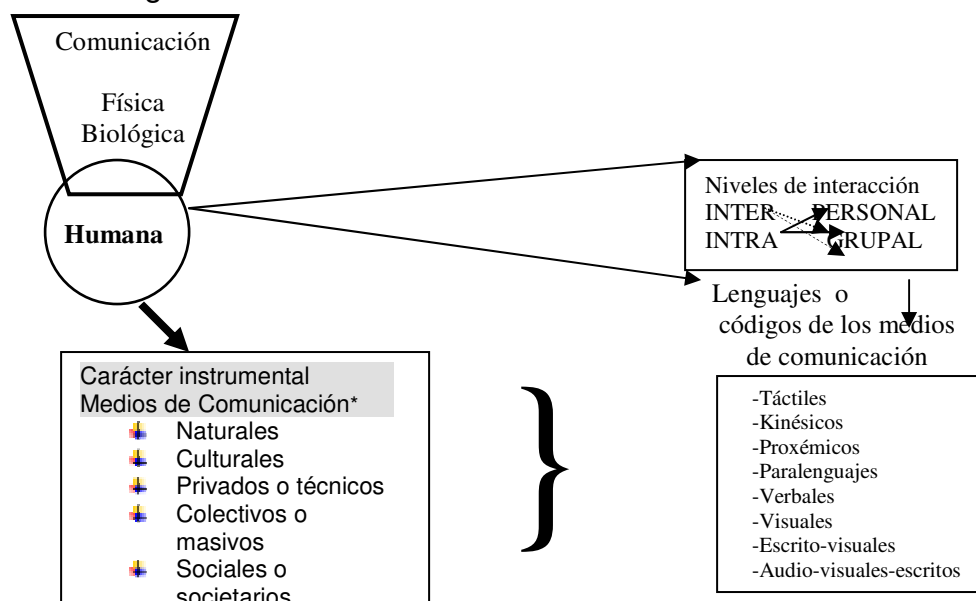 Comunicación
Física
Biológica
Humana
Niveles de interacción
INTER PERSONAL
INTRA GRUPAL
Lenguajes o
códigos de los medios
de comunicación
Carácter instrumental
Medios de Comunicación*
Naturales
Culturales
Privados o técnicos
Colectivos o
masivos
Sociales o
societarios
}
-Táctiles
-Kinésicos
-Proxémicos
-Paralenguajes
-Verbales
-Visuales
-Escrito-visuales
-Audio-visuales-escritos